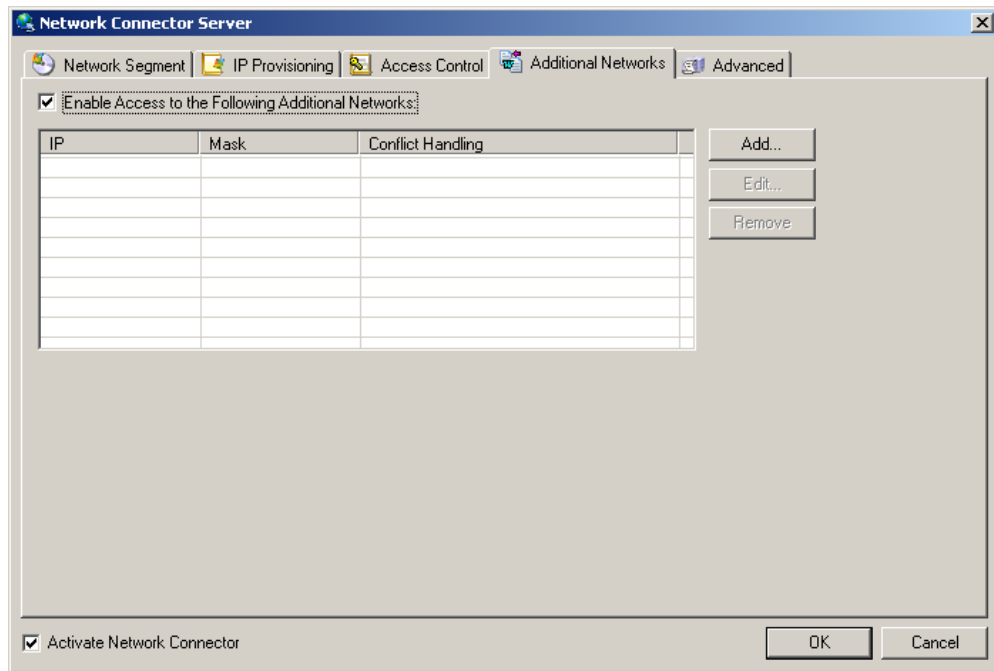 Network Connector Server
Network Segment
IP Provisioning
Access Control
Additional Networks
Advanced
Enable Access to the Following Additional Networks:
IP
Mask
Conflict Handling
Add...
Edit...
Remove
Activate Network Connector
OK
Cancel